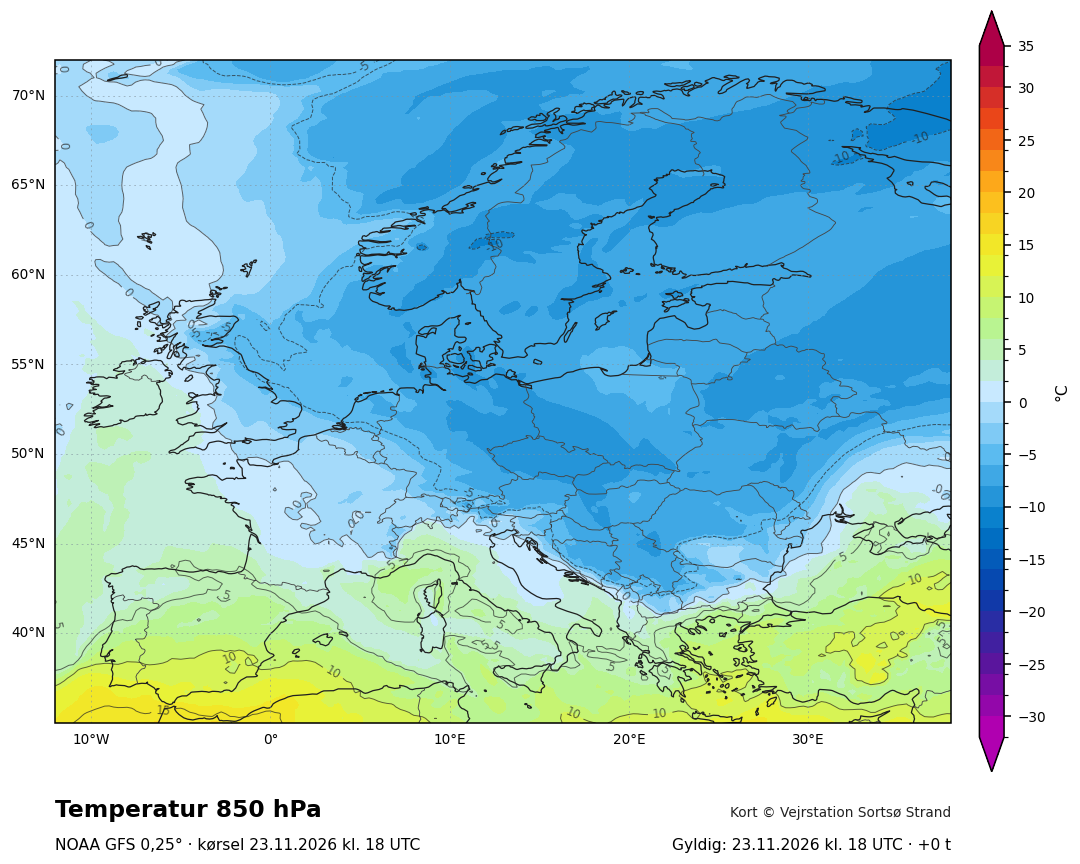 70°N
65°N
60°N
55°N
50°N
45°N
40°N
10°W
0°
10°E
20°E
30°E
35
30
25
20
15
10
5
0
−5
−10
−15
−20
−25
−30
°C
Temperatur 850 hPa
Kort © Vejrstation Sortsø Strand
NOAA GFS 0,25° · kørsel 23.11.2026 kl. 18 UTC
Gyldig: 23.11.2026 kl. 18 UTC · +0 t